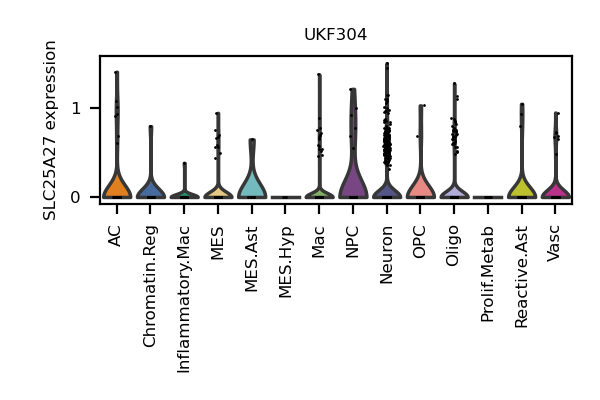 UKF304
SLC25A27 expression
1
0
AC
Chromatin.Reg
Inflammatory.Mac
MES
MES.Ast
MES.Hyp
Mac
NPC
Neuron
OPC
Oligo
Prolif.Metab
Reactive.Ast
Vasc